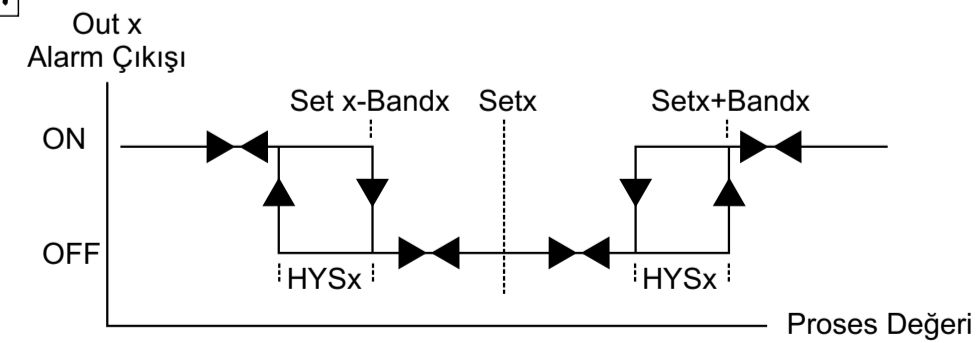 Out x
Alarm Çıkışı
Set x-Bandx Setx Setx+Bandx
ON
OFF
HYSx HYSx
Proses Değeri